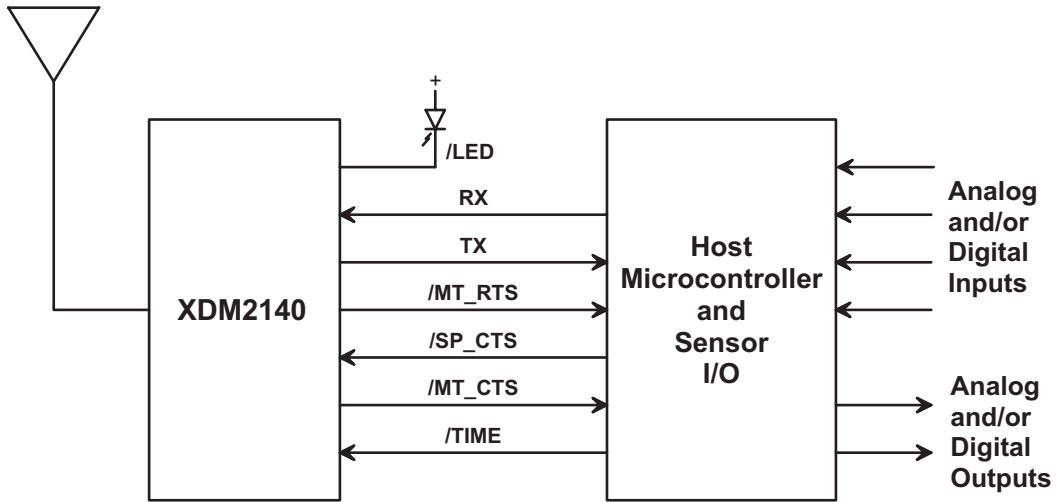 +
/LED
RX
TX
/MT_RTS
/SP_CTS
/MT_CTS
/TIME
XDM2140
Host
Microcontroller
and
Sensor
I/O
Analog
and/or
Digital
Inputs
Analog
and/or
Digital
Outputs